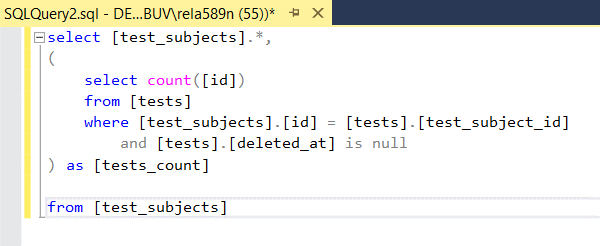 SQLQuery2.sql - DE...BUV\rela589n (55))*
select [test_subjects].*,
(
    select count([id])
    from [tests]
    where [test_subjects].[id] = [tests].[test_subject_id]
        and [tests].[deleted_at] is null
) as [tests_count]
from [test_subjects]